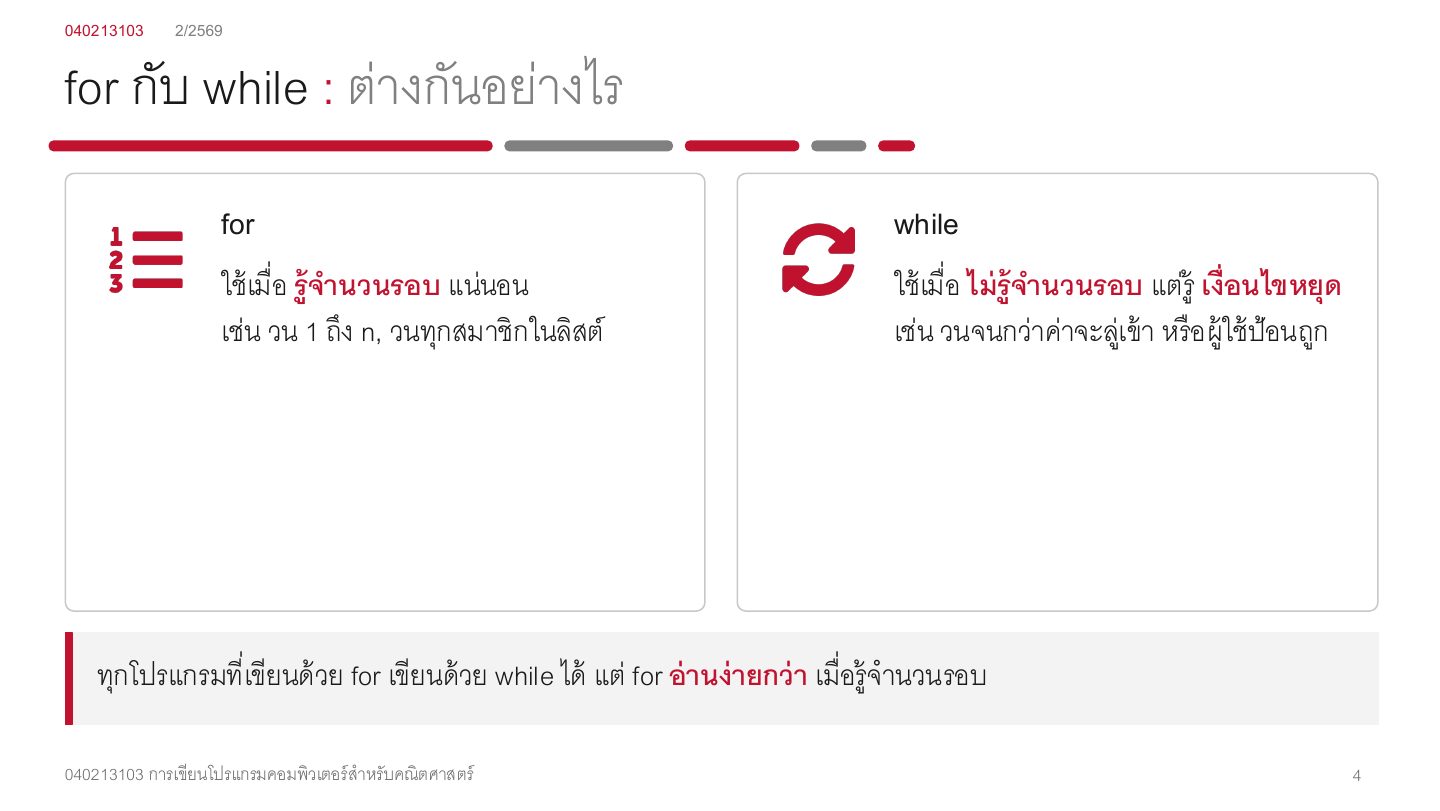 040213103 2/2569
for กับ while : ต่างกันอย่างไร
1
2
3
for
ใช้เมื่อ รู้จำนวนรอบ แน่นอน
เช่น วน 1 ถึง n, วนทุกสมาชิกในลิสต์
while
ใช้เมื่อ ไม่รู้จำนวนรอบ แต่รู้ เงื่อนไขหยุด
เช่น วนจนกว่าค่าจะลู่เข้า หรือผู้ใช้ป้อนถูก
ทุกโปรแกรมที่เขียนด้วย for เขียนด้วย while ได้ แต่ for อ่านง่ายกว่า เมื่อรู้จำนวนรอบ
040213103 การเขียนโปรแกรมคอมพิวเตอร์สำหรับคณิตศาสตร์ 4